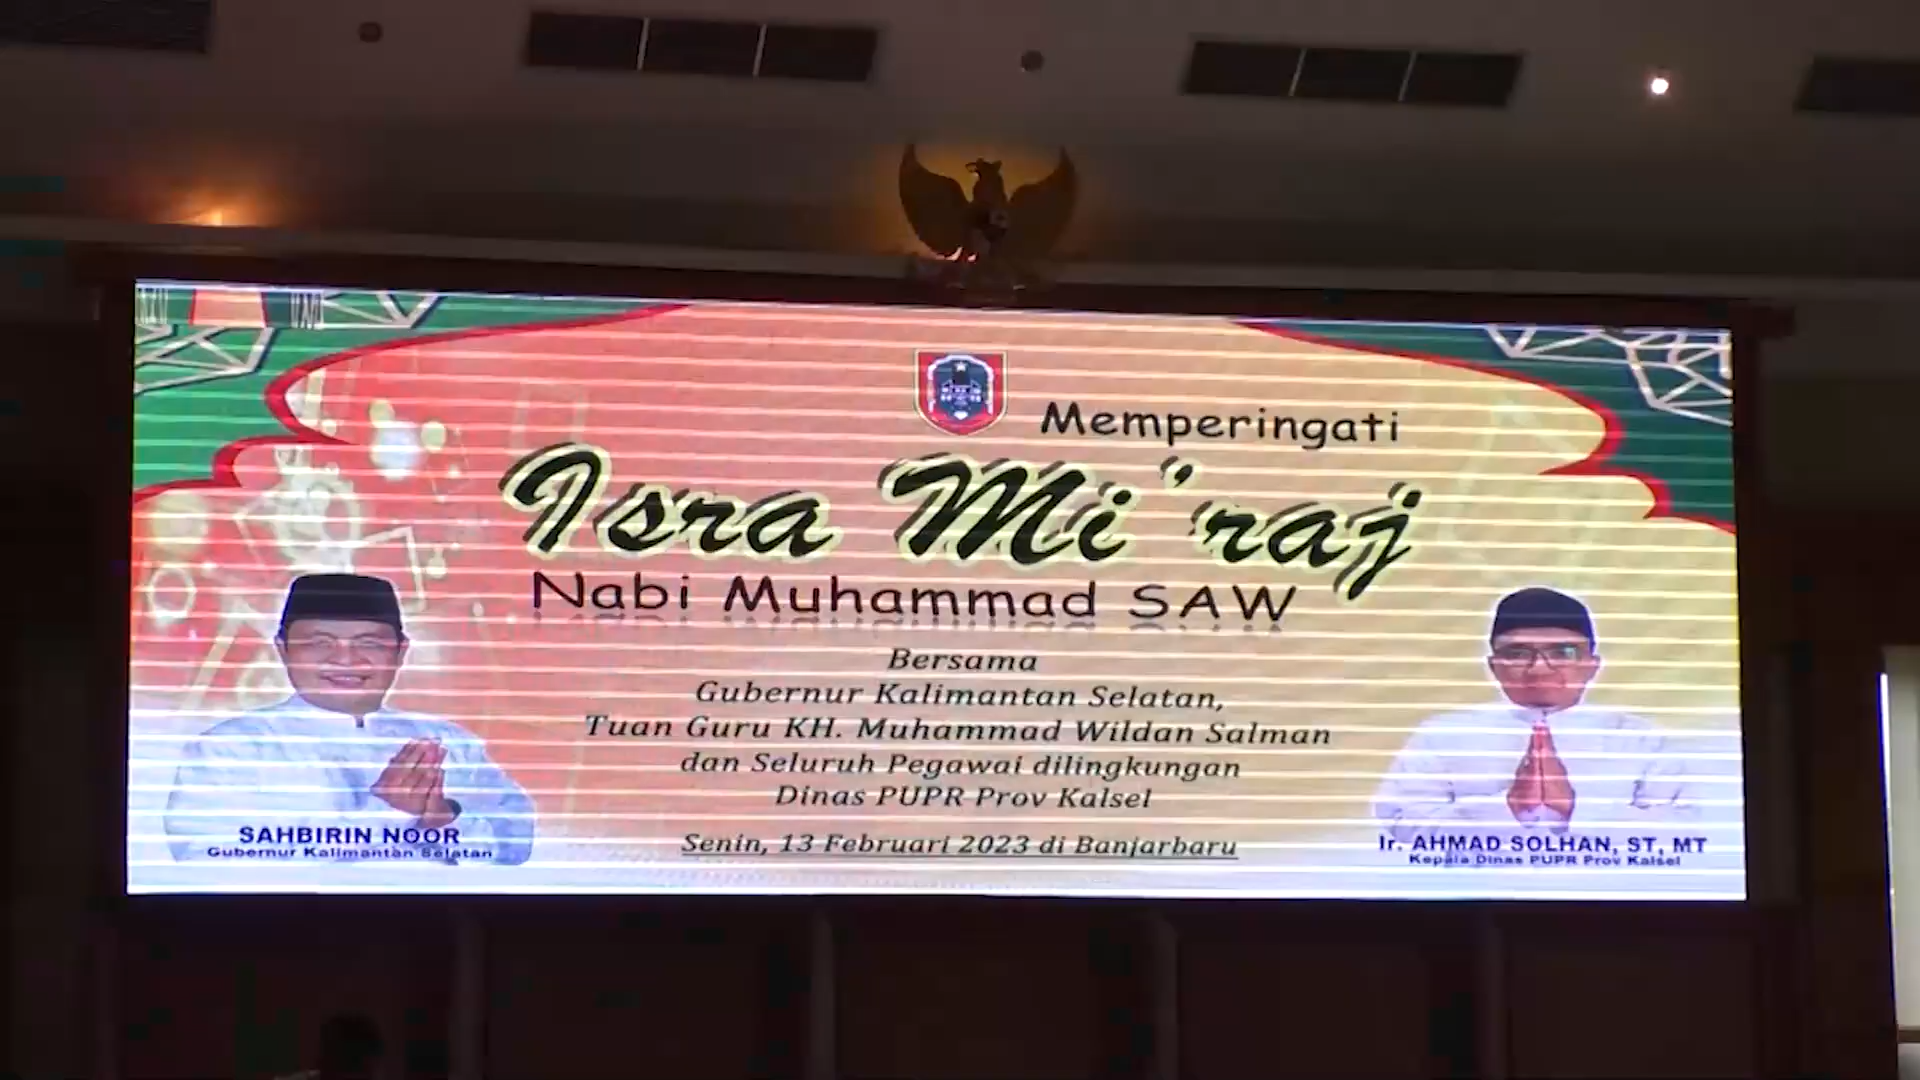 Memperingati
Isra Mi'raj
Nabi Muhammad SAW
Bersama
Gubernur Kalimantan Selatan,
Tuan Guru KH. Muhammad Wildan Salman
dan Seluruh Pegawai dilingkungan
Dinas PUPR Prov Kalsel
Senin, 13 Februari 2023 di Banjarbaru
SAHBIRIN NOOR
Gubernur Kalimantan Selatan
Ir. AHMAD SOLHAN, ST, MT
Kepala Dinas PUPR Prov Kalsel